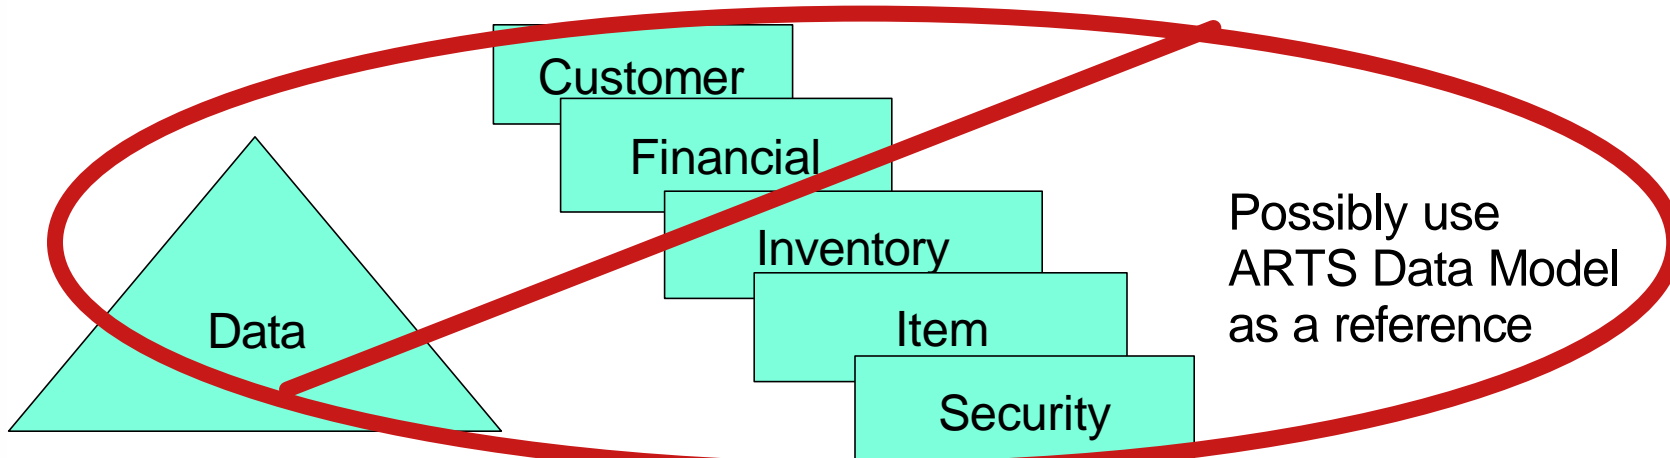 Customer
Financial
Inventory
Item
Security
Data
Possibly use
ARTS Data Model
as a reference